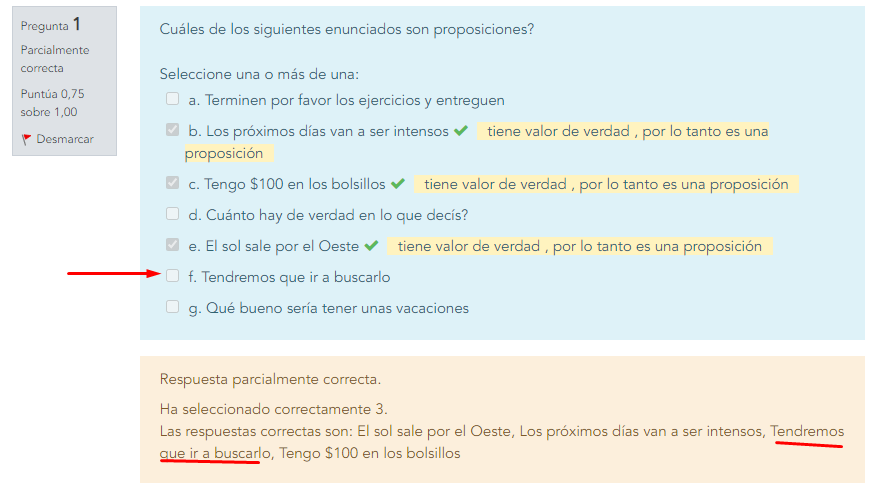 Pregunta 1
Parcialmente
correcta
Puntúa 0,75
sobre 1,00
Desmarcar
Cuáles de los siguientes enunciados son proposiciones?
Seleccione una o más de una:
a. Terminen por favor los ejercicios y entreguen
b. Los próximos días van a ser intensos tiene valor de verdad , por lo tanto es una
proposición
c. Tengo $100 en los bolsillos tiene valor de verdad , por lo tanto es una proposición
d. Cuánto hay de verdad en lo que decís?
e. El sol sale por el Oeste tiene valor de verdad , por lo tanto es una proposición
f. Tendremos que ir a buscarlo
g. Qué bueno sería tener unas vacaciones
Respuesta parcialmente correcta.
Ha seleccionado correctamente 3.
Las respuestas correctas son: El sol sale por el Oeste, Los próximos días van a ser intensos, Tendremos
que ir a buscarlo, Tengo $100 en los bolsillos